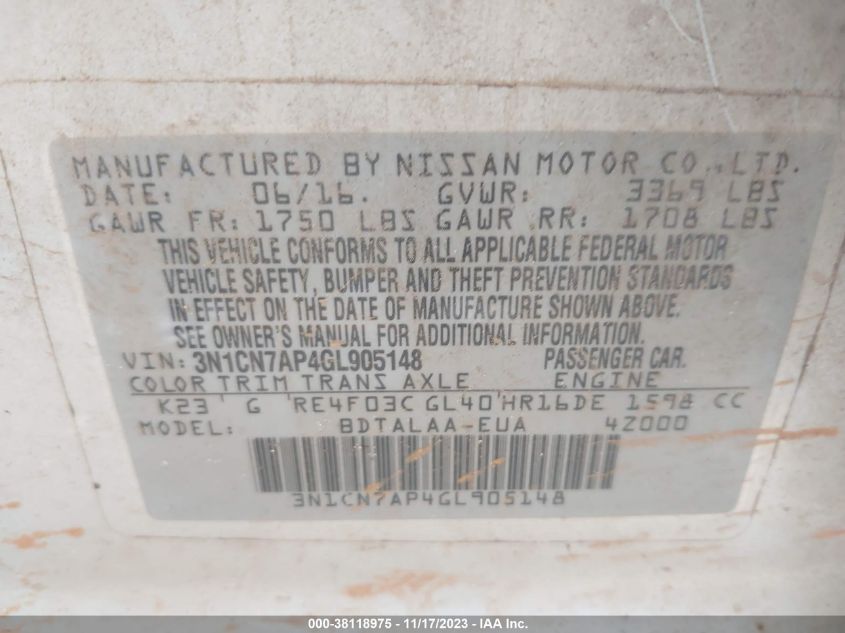 MANUFACTURED BY NISSAN MOTOR CO., LTD.
DATE: 06/16. GVWR: 3369 LBS
GAWR FR: 1750 LBS GAWR RR: 1708 LBS
THIS VEHICLE CONFORMS TO ALL APPLICABLE FEDERAL MOTOR
VEHICLE SAFETY, BUMPER AND THEFT PREVENTION STANDARDS
IN EFFECT ON THE DATE OF MANUFACTURE SHOWN ABOVE.
SEE OWNER'S MANUAL FOR ADDITIONAL INFORMATION.
VIN: 3N1CN7AP4GL905148 PASSENGER CAR.
COLOR TRIM TRANS AXLE ENGINE
K23 G RE4F03C GL40 HR16DE 1598 CC
MODEL: BDTALAA-EUA 4Z000
3N1CN7AP4GL905148
000-38118975 - 11/17/2023 - IAA Inc.